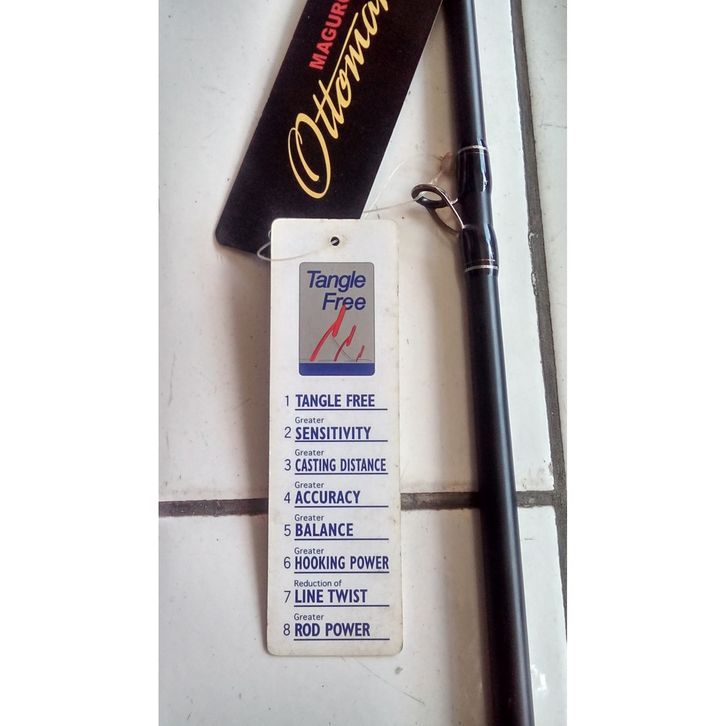 MAGURO
Tangle
Free
1 TANGLE FREE
Greater
2 SENSITIVITY
Greater
3 CASTING DISTANCE
Greater
4 ACCURACY
Greater
5 BALANCE
Greater
6 HOOKING POWER
Reduction of
7 LINE TWIST
Greater
8 ROD POWER